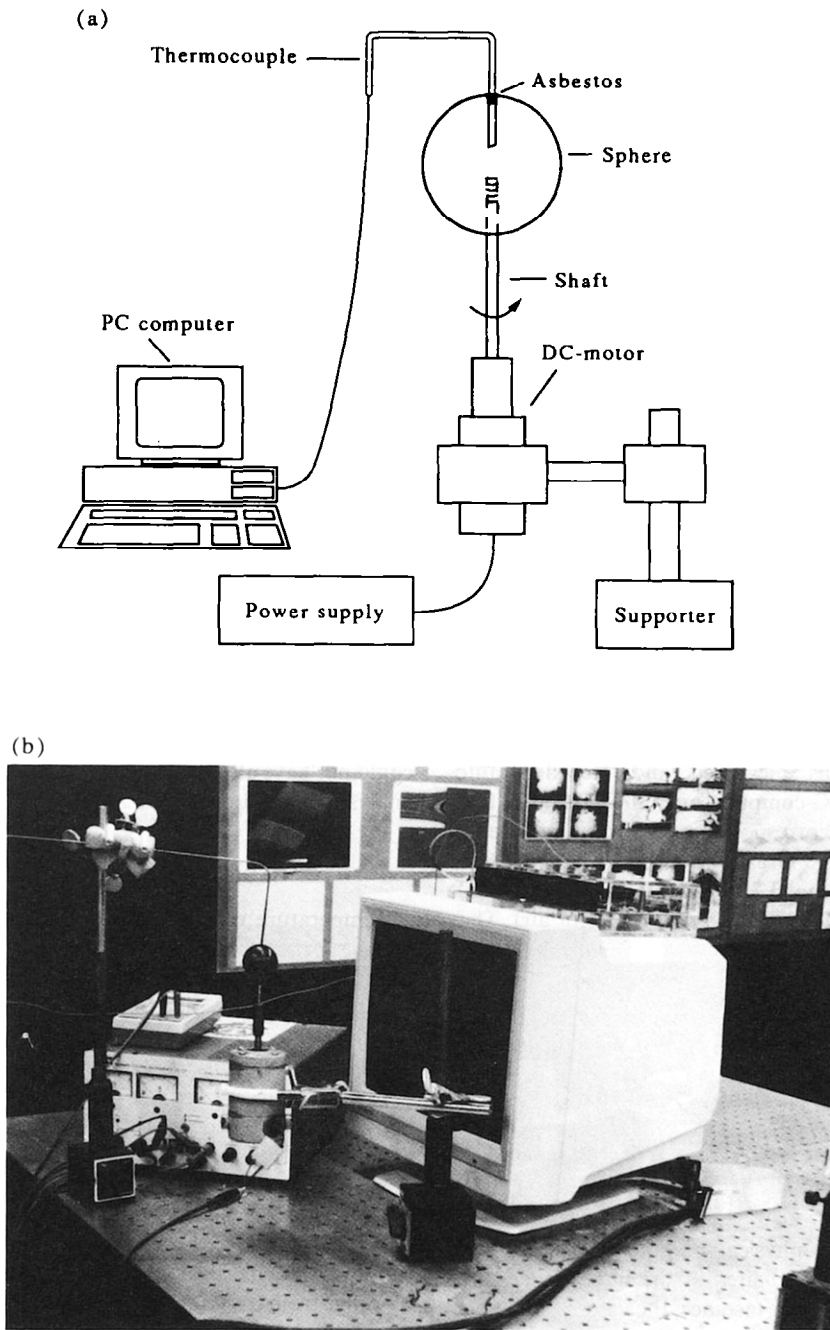 (a)
Thermocouple
Asbestos
Sphere
Shaft
PC computer
DC-motor
Power supply
Supporter
(b)